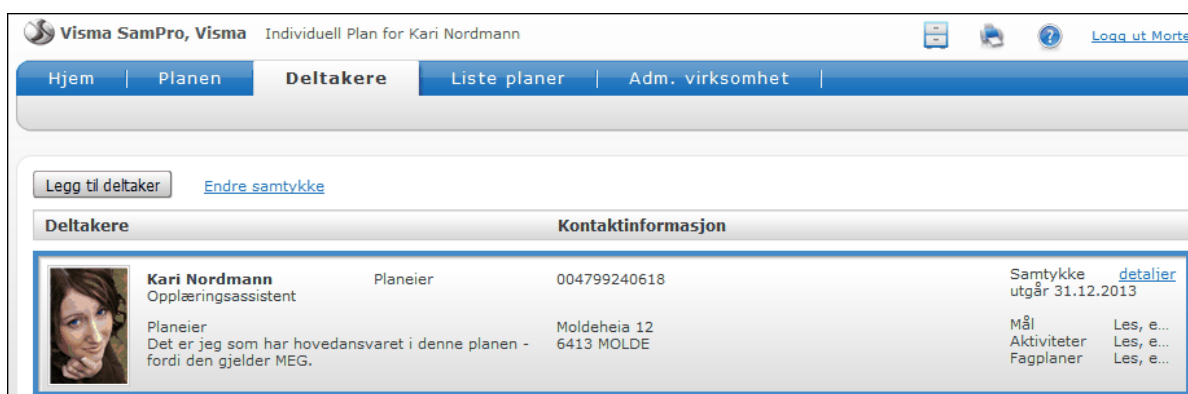 Visma SamPro, Visma Individuell Plan for Kari Nordmann
Logg ut Morte
Hjem Planen Deltakere Liste planer Adm. virksomhet
Legg til deltaker Endre samtykke
Deltakere Kontaktinformasjon
Kari Nordmann Planeier 004799240618 Samtykke detaljer
Opplæringsassistent utgår 31.12.2013
Planeier Moldeheia 12 Mål Les, e...
Det er jeg som har hovedansvaret i denne planen - 6413 MOLDE Aktiviteter Les, e...
fordi den gjelder MEG. Fagplaner Les, e...